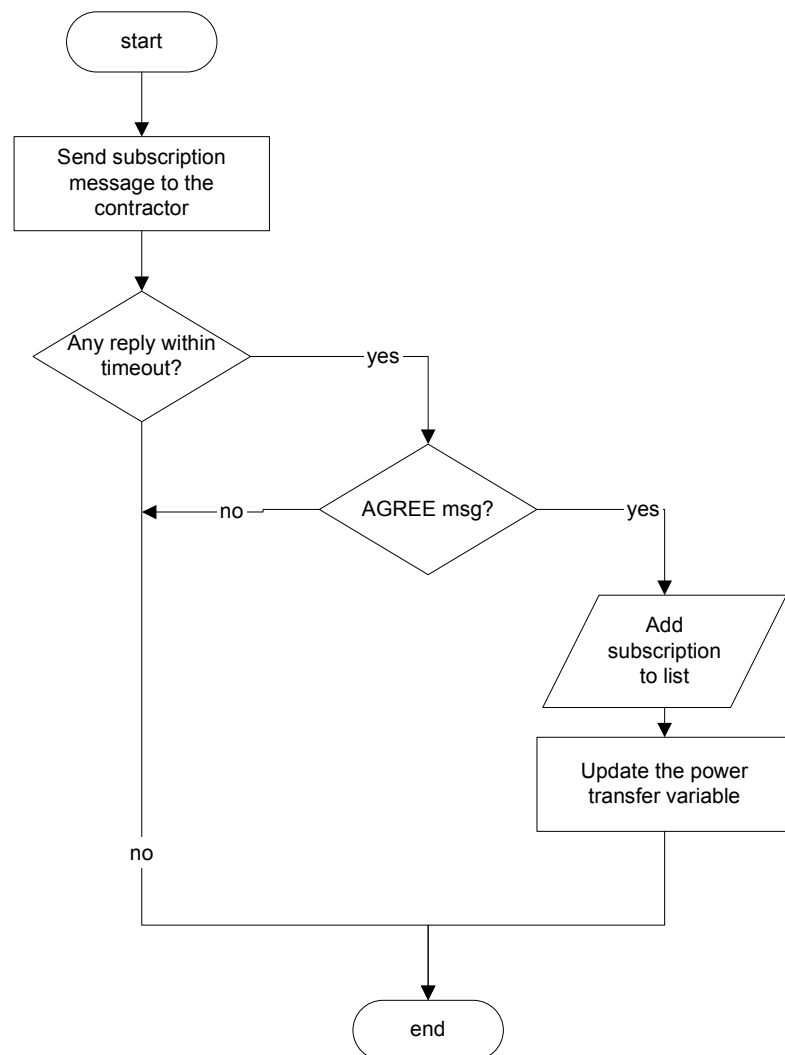 start
Send subscription
message to the
contractor
Any reply within
timeout?
yes
AGREE msg?
no
yes
Add
subscription
to list
Update the power
transfer variable
no
end